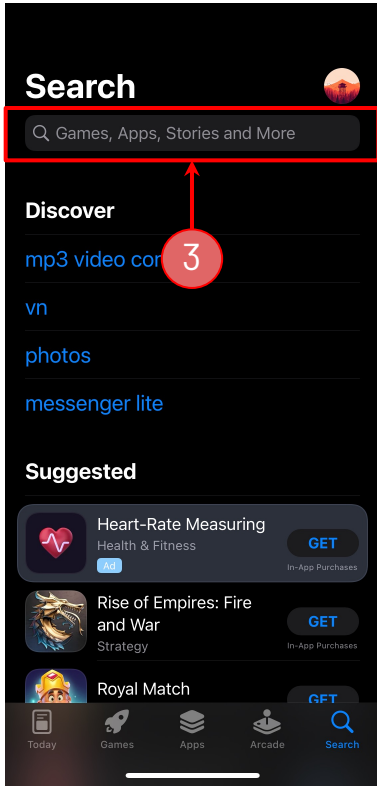 Search
Games, Apps, Stories and More
Discover
mp3 video
3
vn
photos
messenger lite
Suggested
Heart-Rate Measuring
Health & Fitness
Ad
GET
In-App Purchases
Rise of Empires: Fire
and War
Strategy
GET
In-App Purchases
Royal Match
GET
Today
Games
Apps
Arcade
Search